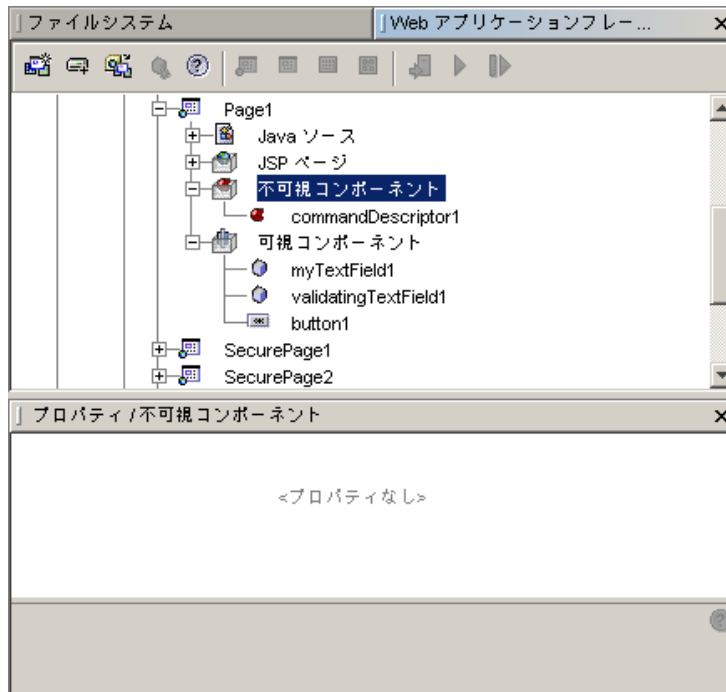 ファイルシステム
Web アプリケーションフレー...
Page1
Java ソース
JSP ページ
不可視コンポーネント
commandDescriptor1
可視コンポーネント
myTextField1
validatingTextField1
button1
SecurePage1
SecurePage2
プロパティ /不可視コンポーネント
<プロパティなし>